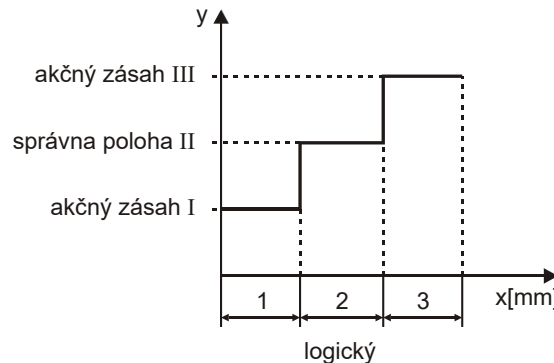 y
akčný zásah III
správna poloha II
akčný zásah I
1 2 3 x[mm]
logický